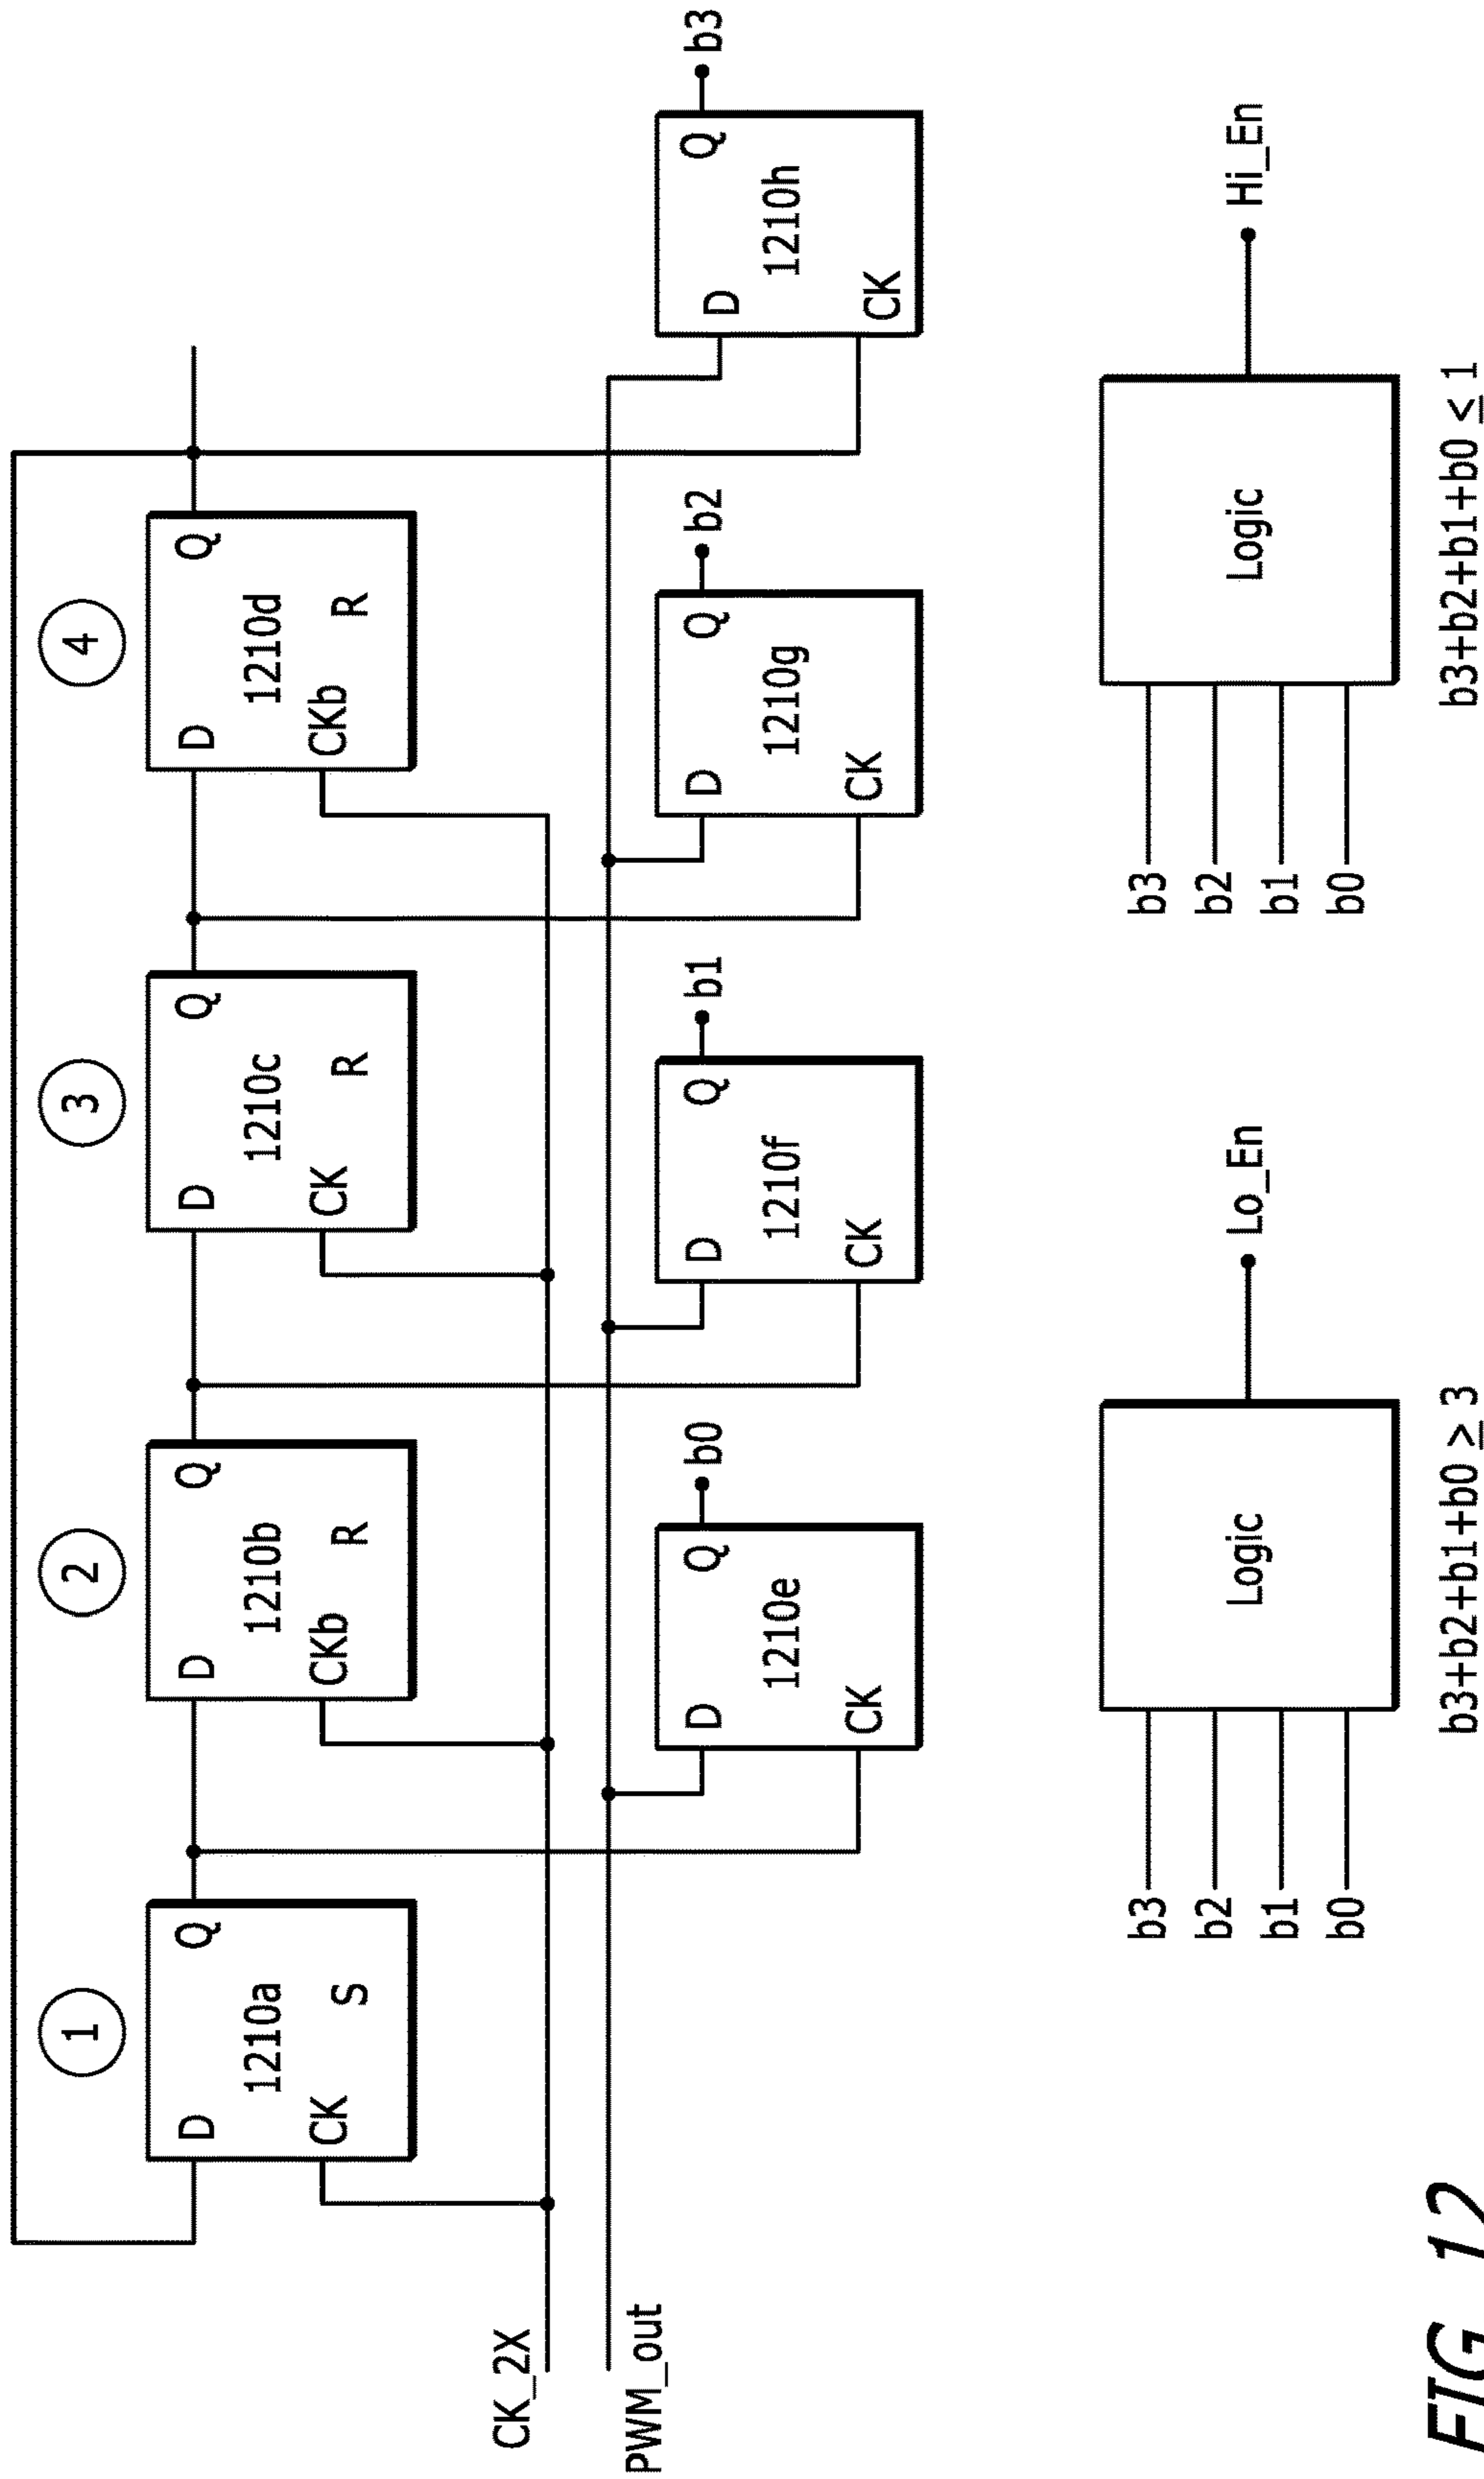 1
2
3
4
D
1210a
Q
CK
S
D
1210b
Q
CKb
R
D
1210c
Q
CK
R
D
1210d
Q
CKb
R
CK_2X
PWM_out
D
1210e
Q
CK
b0
D
1210f
Q
CK
b1
D
1210g
Q
CK
b2
D
1210h
Q
CK
b3
b3
b2
b1
b0
Logic
Lo_En
b3+b2+b1+b0 ≥ 3
b3
b2
b1
b0
Logic
Hi_En
b3+b2+b1+b0 ≤ 1
FIG. 12